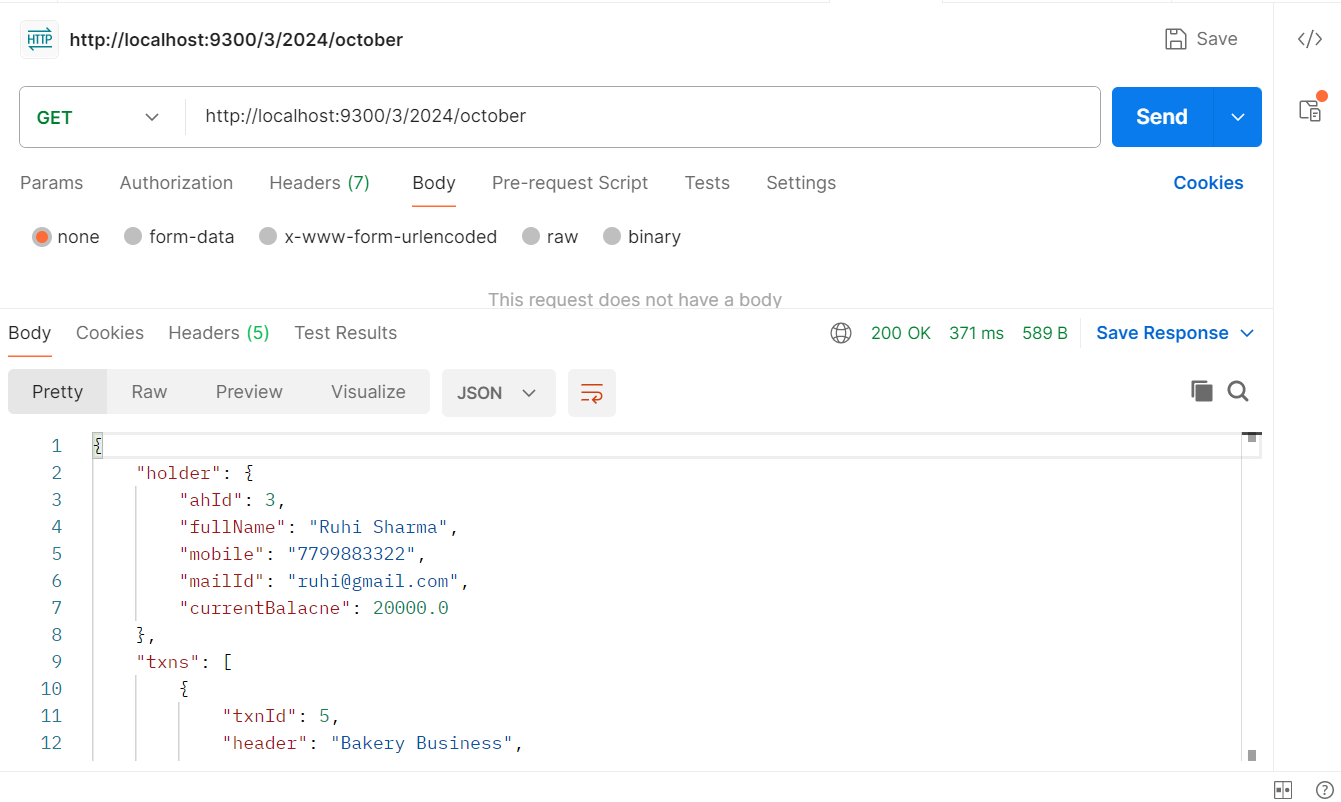 HTTP http://localhost:9300/3/2024/october Save </>
GET http://localhost:9300/3/2024/october Send
Params Authorization Headers (7) Body Pre-request Script Tests Settings Cookies
none form-data x-www-form-urlencoded raw binary
This request does not have a body
Body Cookies Headers (5) Test Results 200 OK 371 ms 589 B Save Response
Pretty Raw Preview Visualize JSON
1 {
2 "holder": {
3 "ahId": 3,
4 "fullName": "Ruhi Sharma",
5 "mobile": "7799883322",
6 "mailId": "ruhi@gmail.com",
7 "currentBalacne": 20000.0
8 },
9 "txns": [
10 {
11 "txnId": 5,
12 "header": "Bakery Business",